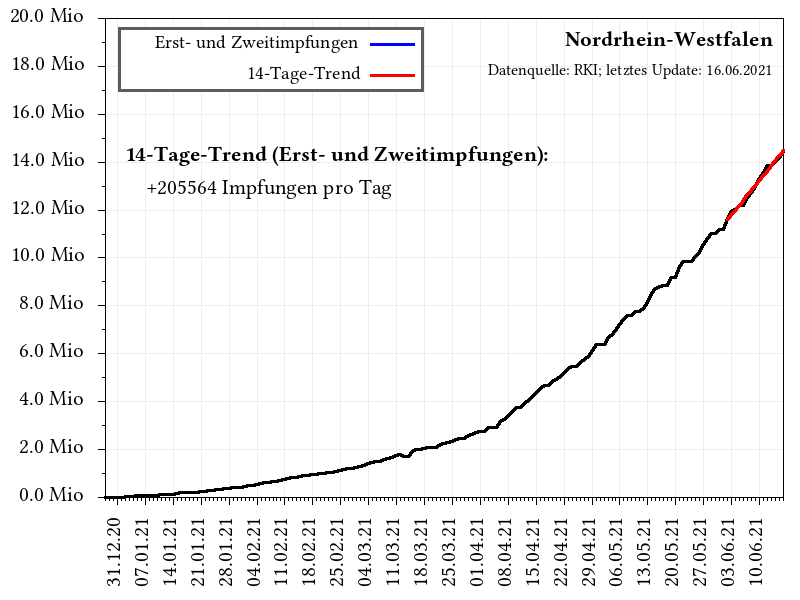 20.0 Mio
18.0 Mio
16.0 Mio
14.0 Mio
12.0 Mio
10.0 Mio
8.0 Mio
6.0 Mio
4.0 Mio
2.0 Mio
0.0 Mio
Erst- und Zweitimpfungen
14-Tage-Trend
Nordrhein-Westfalen
Datenquelle: RKI; letztes Update: 16.06.2021
14-Tage-Trend (Erst- und Zweitimpfungen):
+205564 Impfungen pro Tag
31.12.20
07.01.21
14.01.21
21.01.21
28.01.21
04.02.21
11.02.21
18.02.21
25.02.21
04.03.21
11.03.21
18.03.21
25.03.21
01.04.21
08.04.21
15.04.21
22.04.21
29.04.21
06.05.21
13.05.21
20.05.21
27.05.21
03.06.21
10.06.21